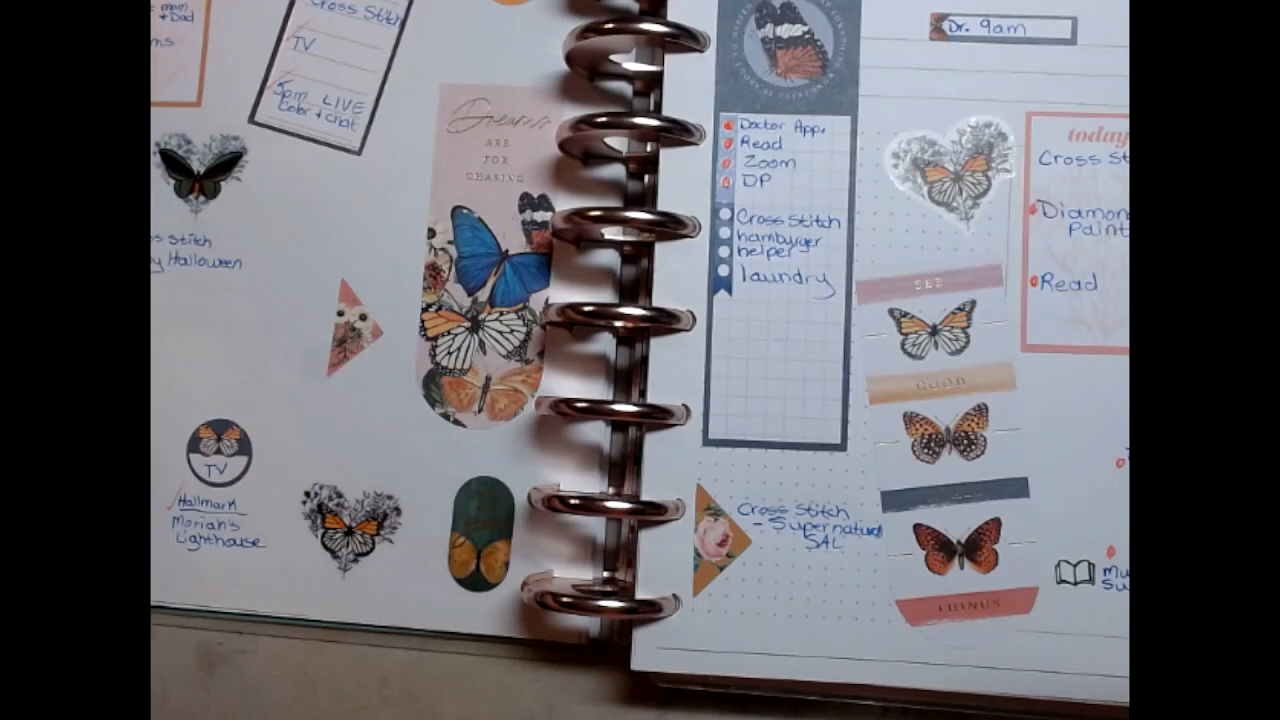 mom
+ Dad
Cross Stitch
TV
5pm LIVE
Color + chat
Dreams
ARE
FOR
CHASING
Stitch
Halloween
TV
Hallmark
Moriah's
Lighthouse
Dr. 9am
Doctor App.
Read
Zoom
DP
Cross Stitch
hamburger
helper
laundry
today
Cross St
Diamon
Paint
Read
SEE
GOOD
THINGS
Cross Stitch
- Supernatural
SAL